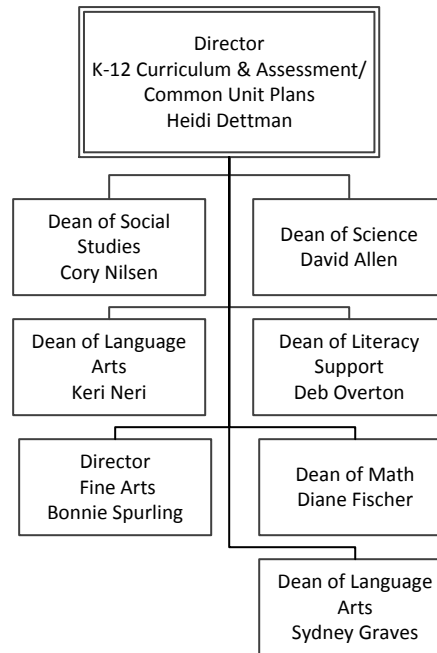 Director
K-12 Curriculum & Assessment/
Common Unit Plans
Heidi Dettman
Dean of Social
Studies
Cory Nilsen
Dean of Science
David Allen
Dean of Language
Arts
Keri Neri
Dean of Literacy
Support
Deb Overton
Director
Fine Arts
Bonnie Spurling
Dean of Math
Diane Fischer
Dean of Language
Arts
Sydney Graves